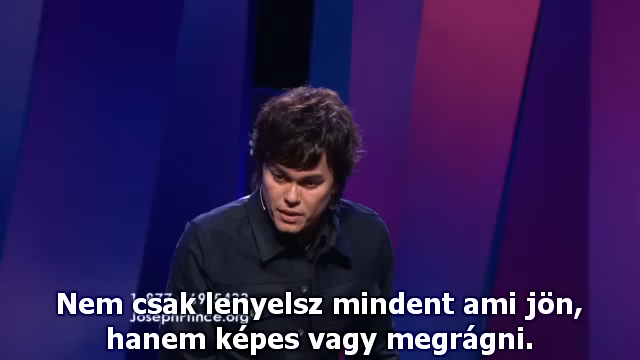 Nem csak lenyelsz mindent ami jön,
JosephPrince.org
hanem képes vagy megrágni.